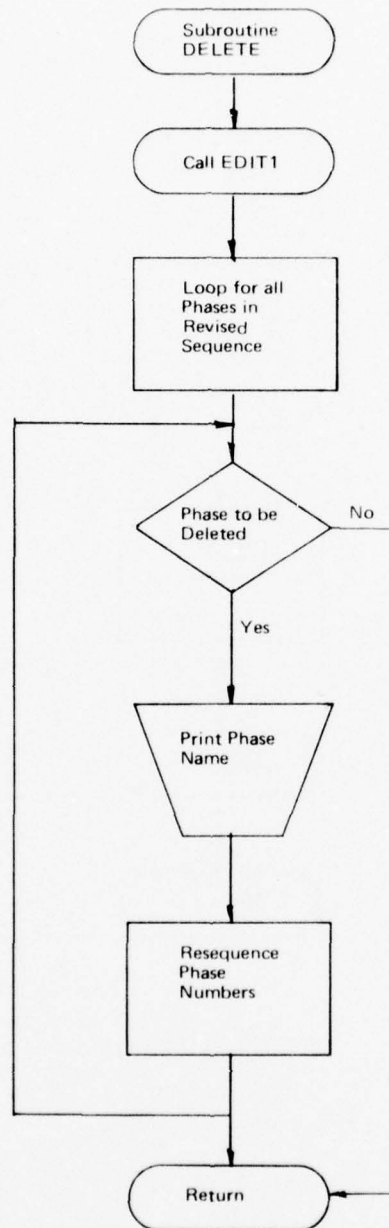 Subroutine
DELETE
Call EDIT1
Loop for all
Phases in
Revised
Sequence
Phase to be
Deleted
No
Yes
Print Phase
Name
Resequence
Phase
Numbers
Return